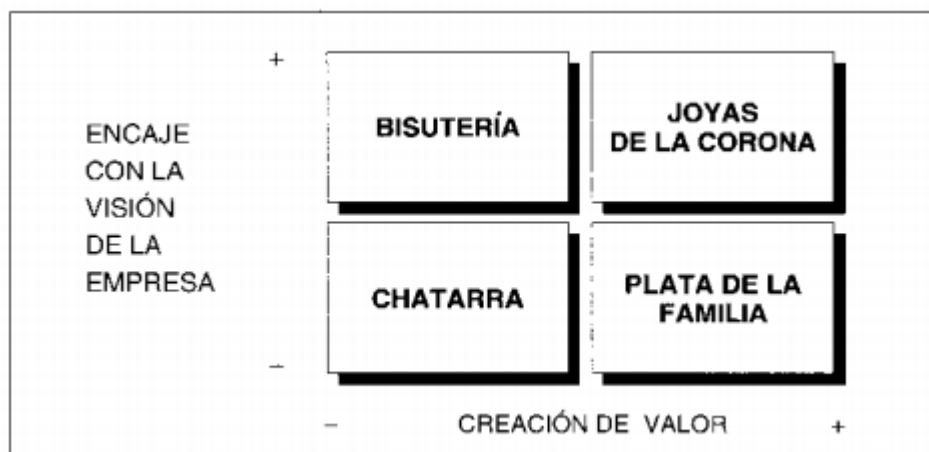 +
BISUTERÍA
JOYAS
DE LA CORONA
ENCAJE
CON LA
VISIÓN
DE LA
EMPRESA
CHATARRA
PLATA DE LA
FAMILIA
–
– CREACIÓN DE VALOR +